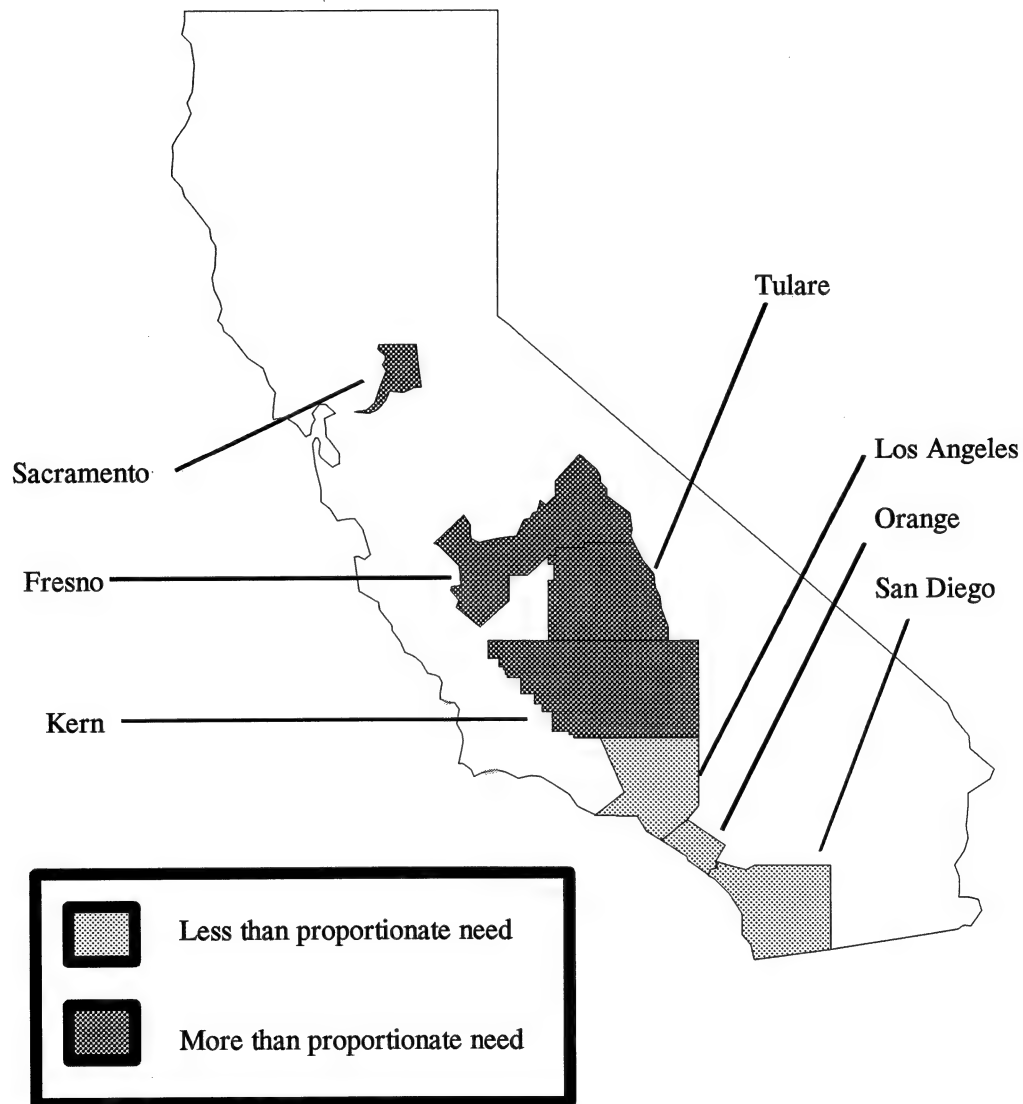 Tulare
Los Angeles
Sacramento
Orange
Fresno
San Diego
Kern
Less than proportionate need
More than proportionate need